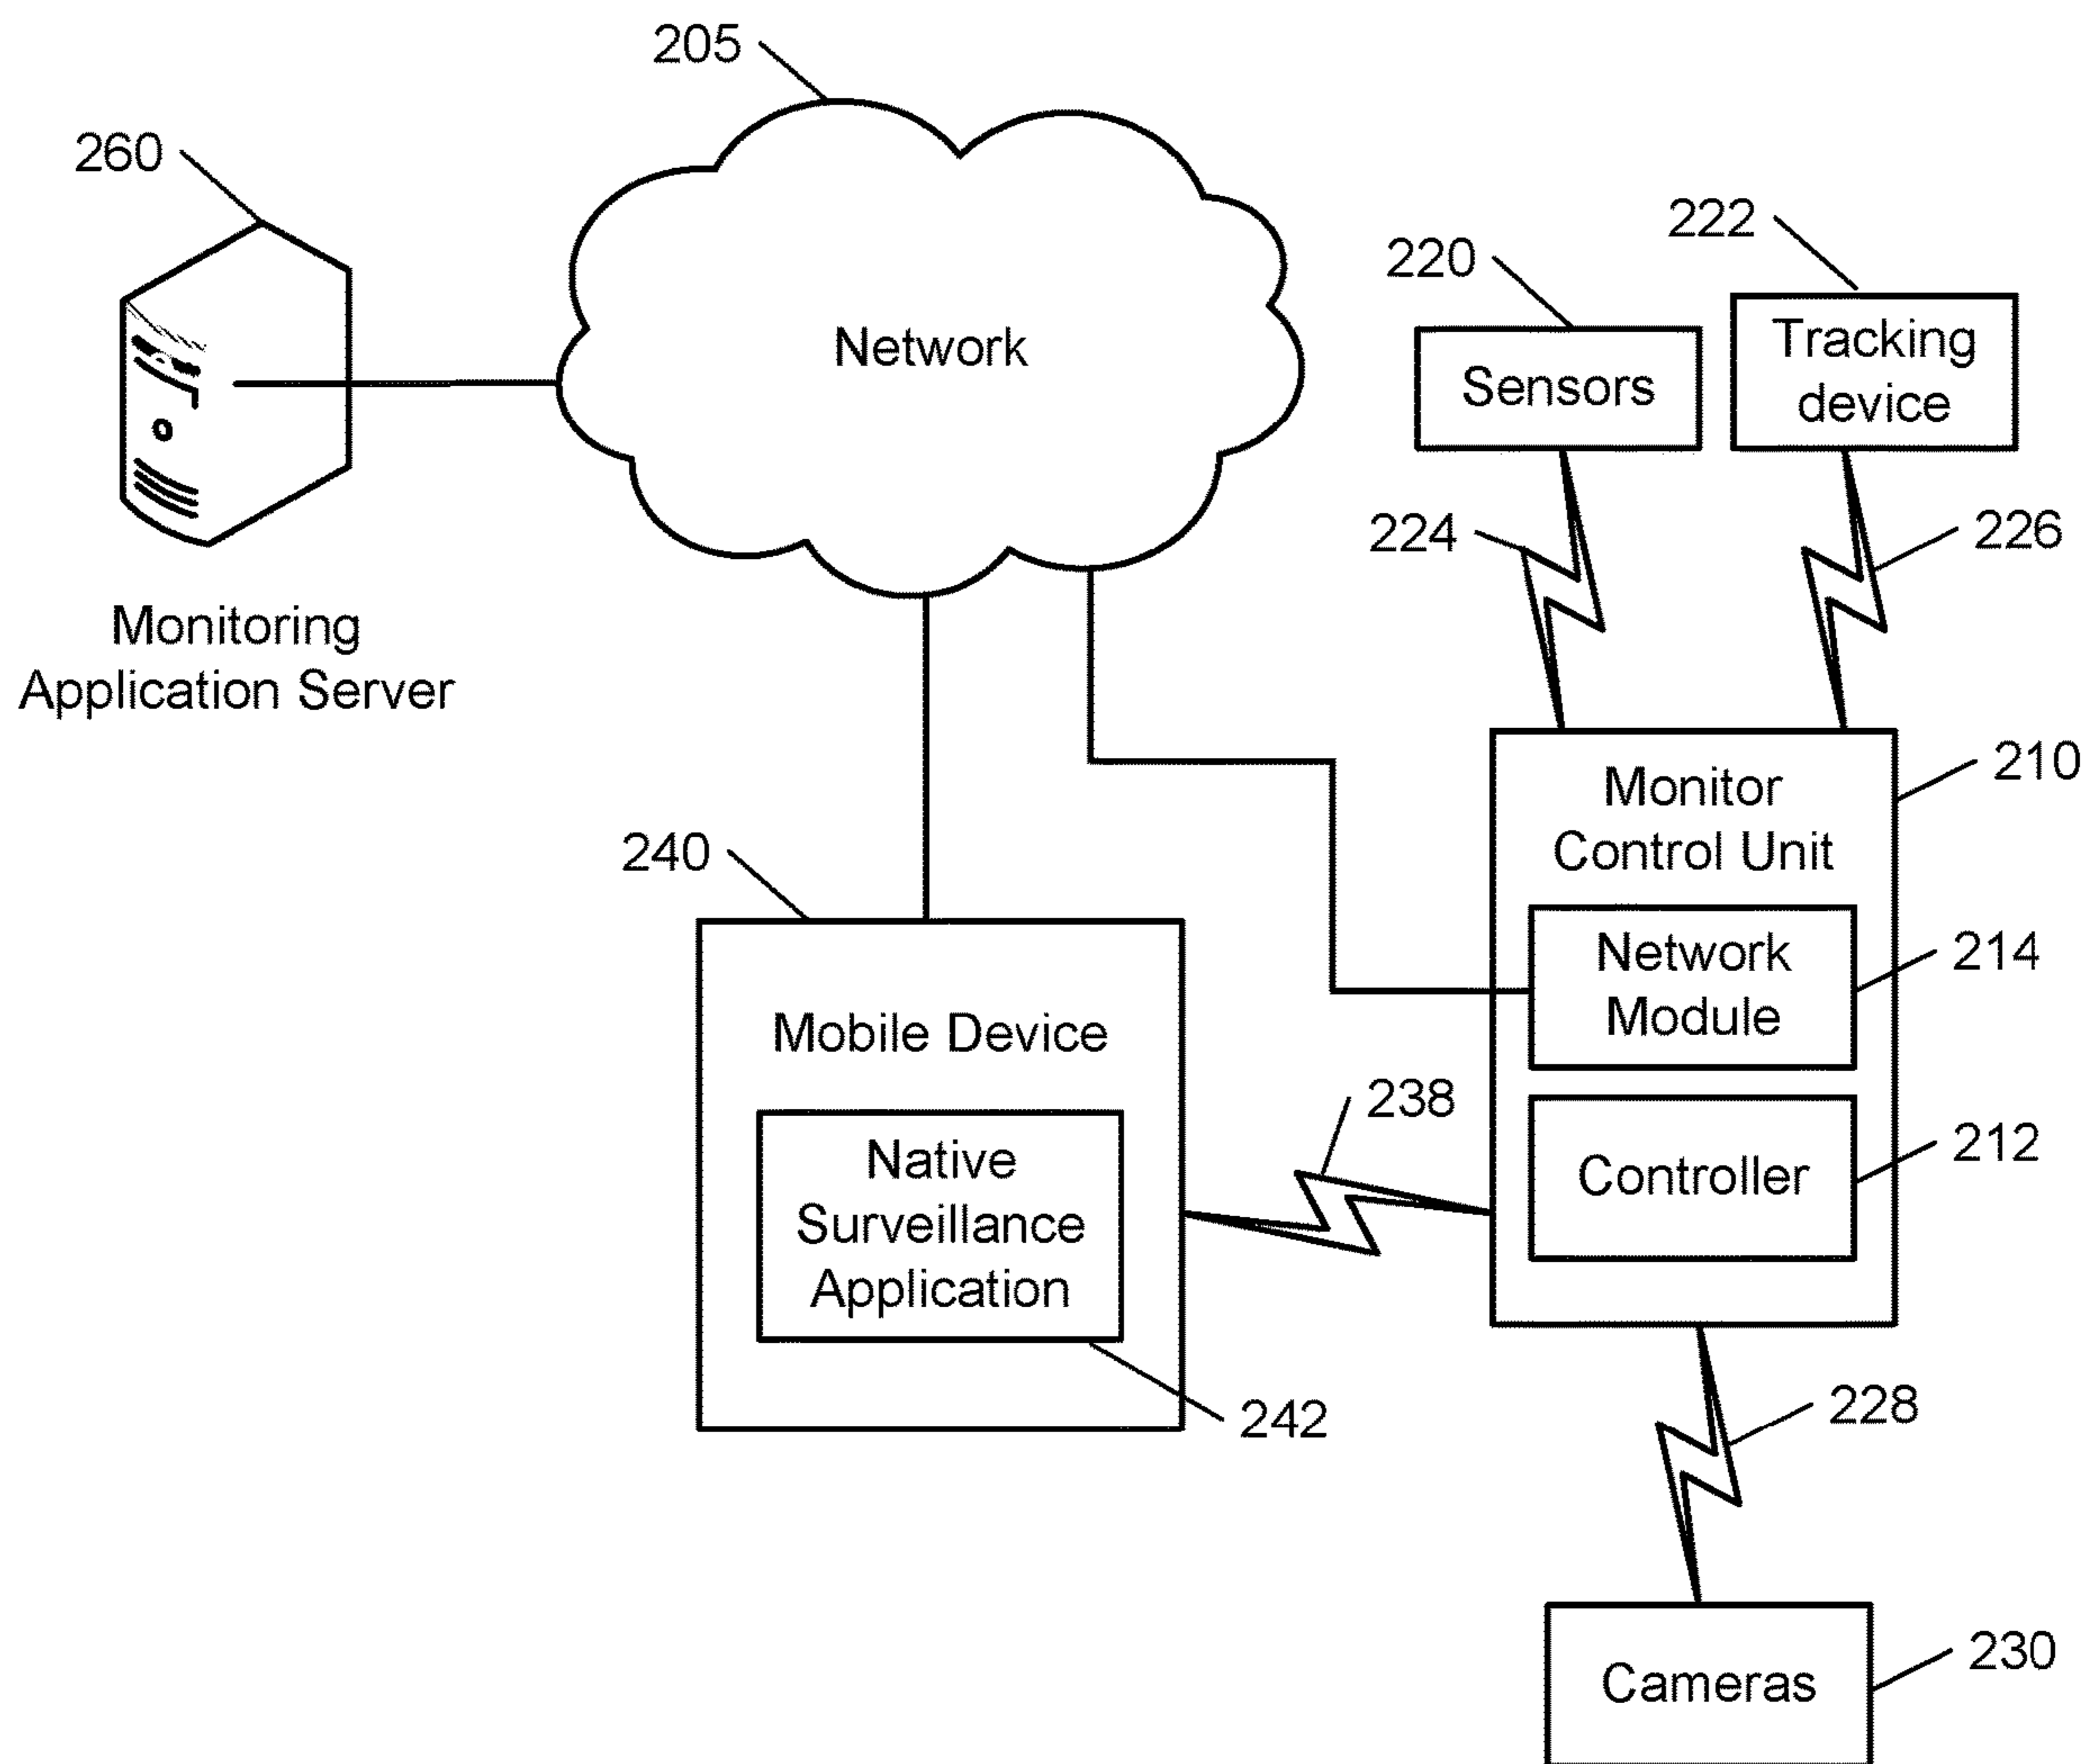 205
260
Network
222
220
Tracking
device
Sensors
224
226
Monitoring
Application Server
210
Monitor
Control Unit
240
Network
Module
214
Mobile Device
238
Controller
212
Native
Surveillance
Application
242
228
230
Cameras